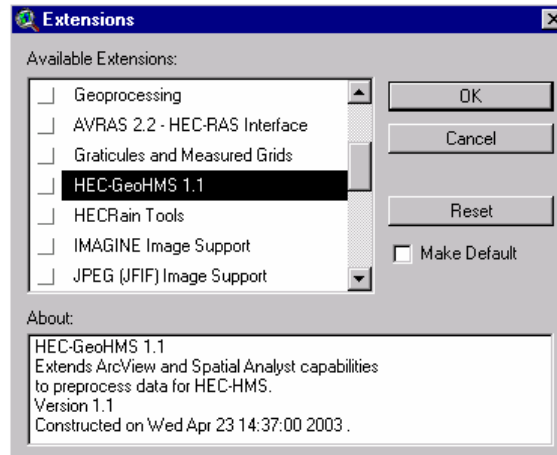 Extensions
Available Extensions:
Geoprocessing
AVRAS 2.2 - HEC-RAS Interface
Graticules and Measured Grids
HEC-GeoHMS 1.1
HECRain Tools
IMAGINE Image Support
JPEG (JFIF) Image Support
OK
Cancel
Reset
Make Default
About:
HEC-GeoHMS 1.1
Extends ArcView and Spatial Analyst capabilities
to preprocess data for HEC-HMS.
Version 1.1
Constructed on Wed Apr 23 14:37:00 2003 .